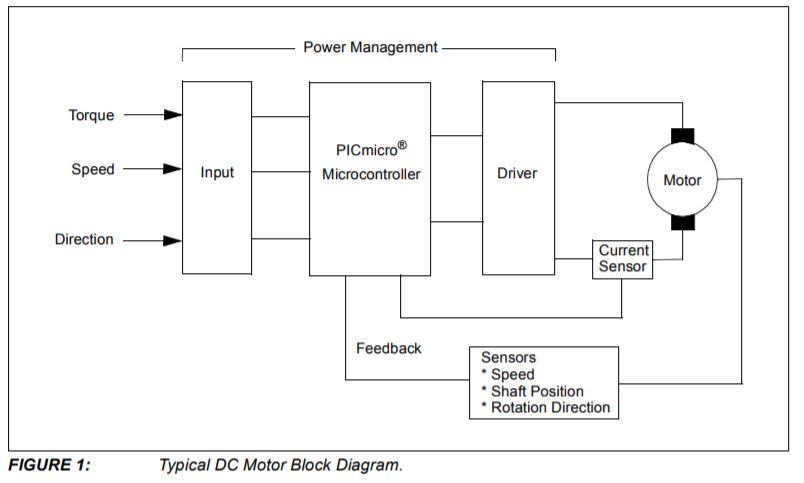 Power Management
Torque
Speed
Direction
Input
PICmicro®
Microcontroller
Driver
Motor
Current
Sensor
Feedback
Sensors
* Speed
* Shaft Position
* Rotation Direction
FIGURE 1: Typical DC Motor Block Diagram.